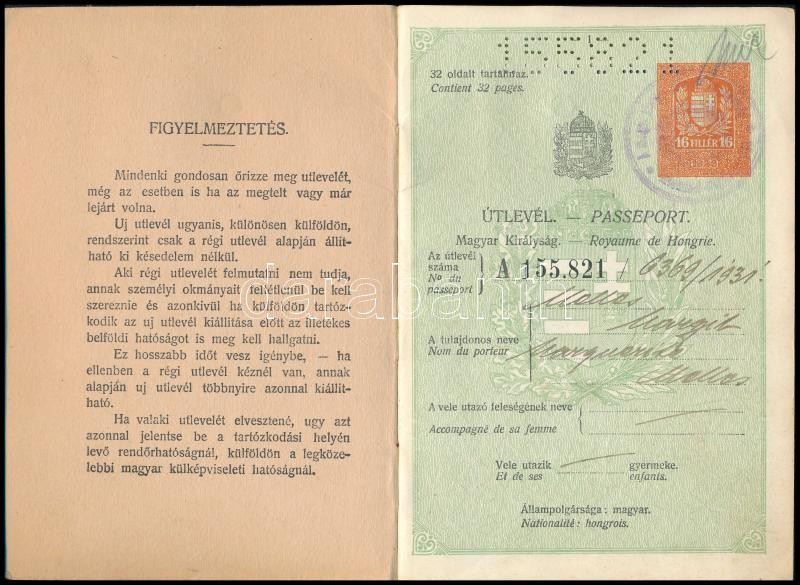 FIGYELMEZTETÉS.
Mindenki gondosan őrizze meg utlevelét,
még az esetben is ha az megtelt vagy már
lejárt volna.
Uj utlevél ugyanis, különösen külföldön,
rendszerint csak a régi utlevél alapján állit-
ható ki késedelem nélkül.
Aki régi utlevelét felmutatni nem tudja,
annak személyi okmányait feltétlenül be kell
szereznie és azonkivül ha külföldön tartóz-
kodik az uj utlevél kiállitása előtt az illetékes
belföldi hatóságot is meg kell hallgatni.
Ez hosszabb időt vesz igénybe, — ha
ellenben a régi utlevél kéznél van, annak
alapján uj utlevél többnyire azonnal kiállit-
ható.
Ha valaki utlevelét elvesztené, ugy azt
azonnal jelentse be a tartózkodási helyén
levő rendőrhatóságnál, külföldön a legköze-
lebbi magyar külképviseleti hatóságnál.
1
155821
32 oldalt tartalmaz.
Contient 32 pages.
16 FILLÉR 16
ÚTLEVÉL. — PASSEPORT.
Magyar Királyság. — Royaume de Hongrie.
Az útlevél
száma
Nº du
passeport
A 155.821 / 6369/1931.
Mallas
Margit
A tulajdonos neve
Nom du porteur
Marguerite
Mallas
A vele utazó feleségének neve
Accompagné de sa femme
Vele utazik — gyermeke.
Et de ses enfants.
Állampolgársága: magyar.
Nationalité: hongrois.
darabanth